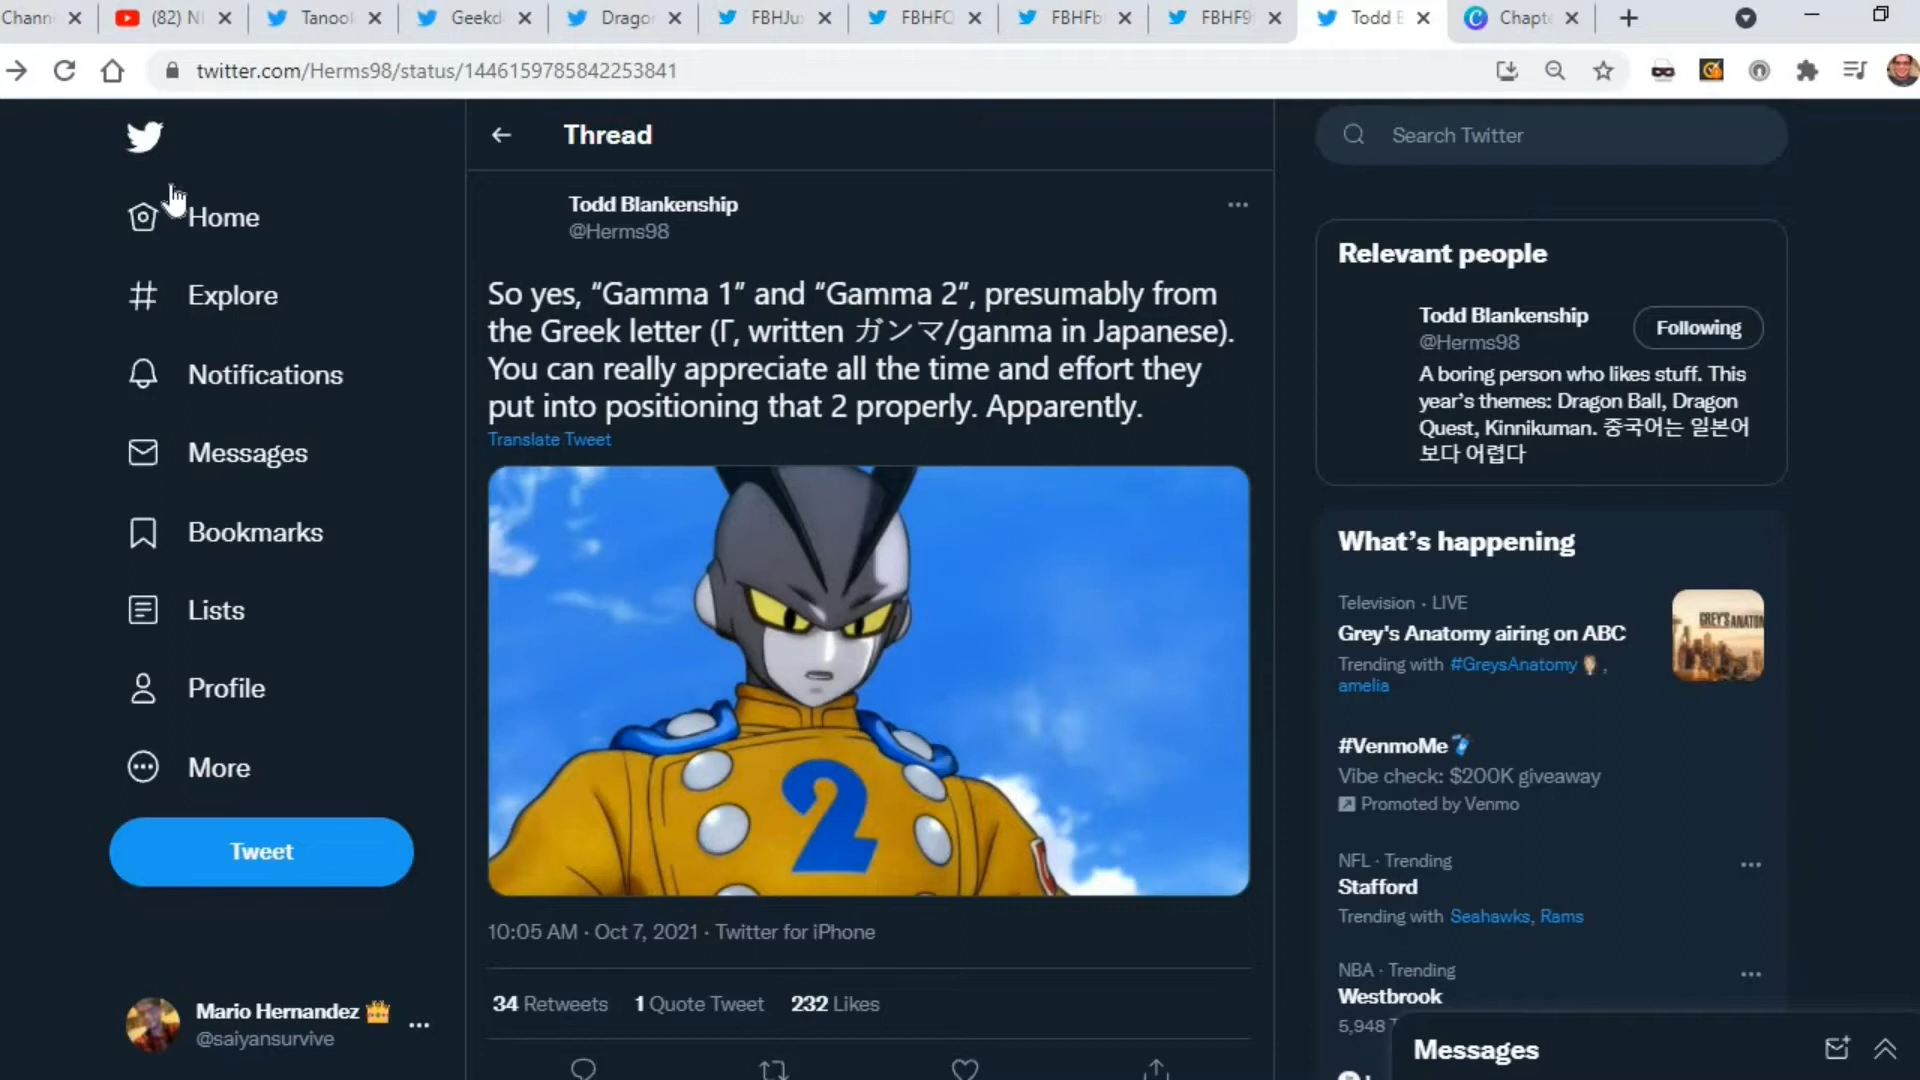 Chann
(82) N
Tanoo
Geekd
Drago
FBHJu
FBHFC
FBHFb
FBHF9
Todd B
Chapt
twitter.com/Herms98/status/1446159785842253841
Home
Explore
Notifications
Messages
Bookmarks
Lists
Profile
More
Tweet
Mario Hernandez
@saiyansurvive
Thread
Todd Blankenship
@Herms98
So yes, “Gamma 1” and “Gamma 2”, presumably from
the Greek letter (Γ, written ガンマ/ganma in Japanese).
You can really appreciate all the time and effort they
put into positioning that 2 properly. Apparently.
Translate Tweet
2
10:05 AM · Oct 7, 2021 · Twitter for iPhone
34 Retweets 1 Quote Tweet 232 Likes
Search Twitter
Relevant people
Todd Blankenship
@Herms98
Following
A boring person who likes stuff. This
year’s themes: Dragon Ball, Dragon
Quest, Kinnikuman. 중국어는 일본어
보다 어렵다
What’s happening
Television · LIVE
Grey's Anatomy airing on ABC
Trending with #GreysAnatomy ,
amelia
GREY'S ANATOM
#VenmoMe
Vibe check: $200K giveaway
Promoted by Venmo
NFL · Trending
Stafford
Trending with Seahawks, Rams
NBA · Trending
Westbrook
5,948
Messages